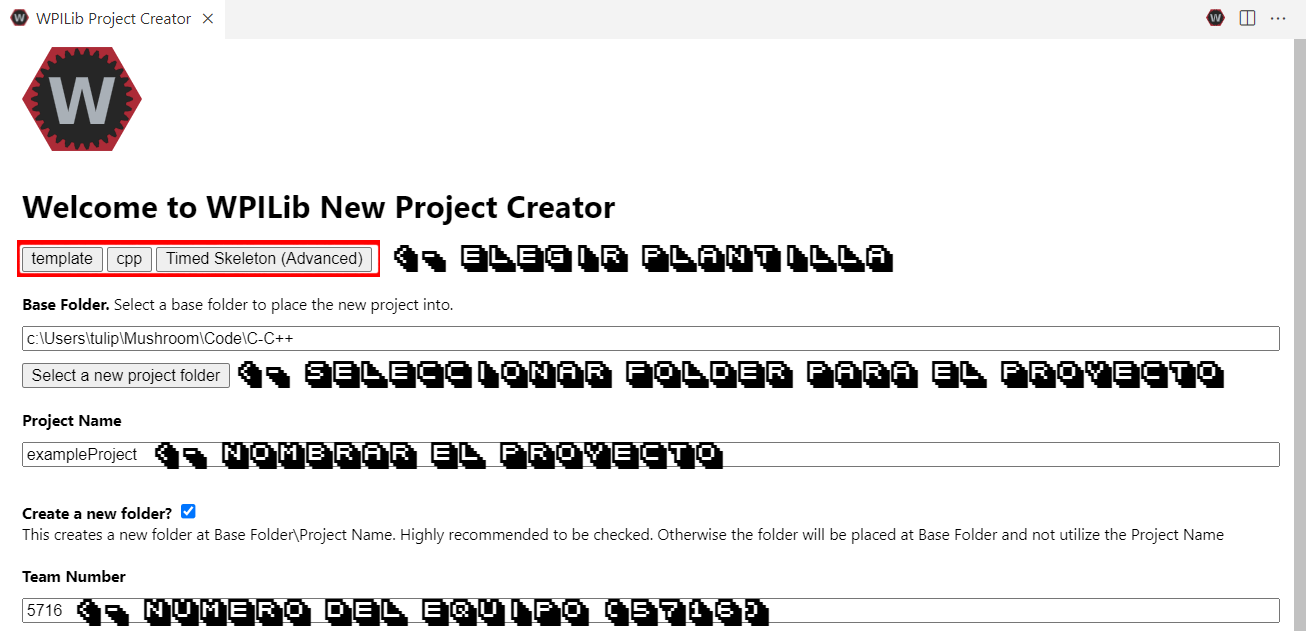 WPILib Project Creator
W
Welcome to WPILib New Project Creator
template cpp Timed Skeleton (Advanced) <- ELEGIR PLANTILLA
Base Folder. Select a base folder to place the new project into.
c:\Users\tulip\Mushroom\Code\C-C++
Select a new project folder <- SELECCIONAR FOLDER PARA EL PROYECTO
Project Name
exampleProject <- NOMBRAR EL PROYECTO
Create a new folder?
This creates a new folder at Base Folder\Project Name. Highly recommended to be checked. Otherwise the folder will be placed at Base Folder and not utilize the Project Name
Team Number
5716 <- NUMERO DEL EQUIPO (5716)